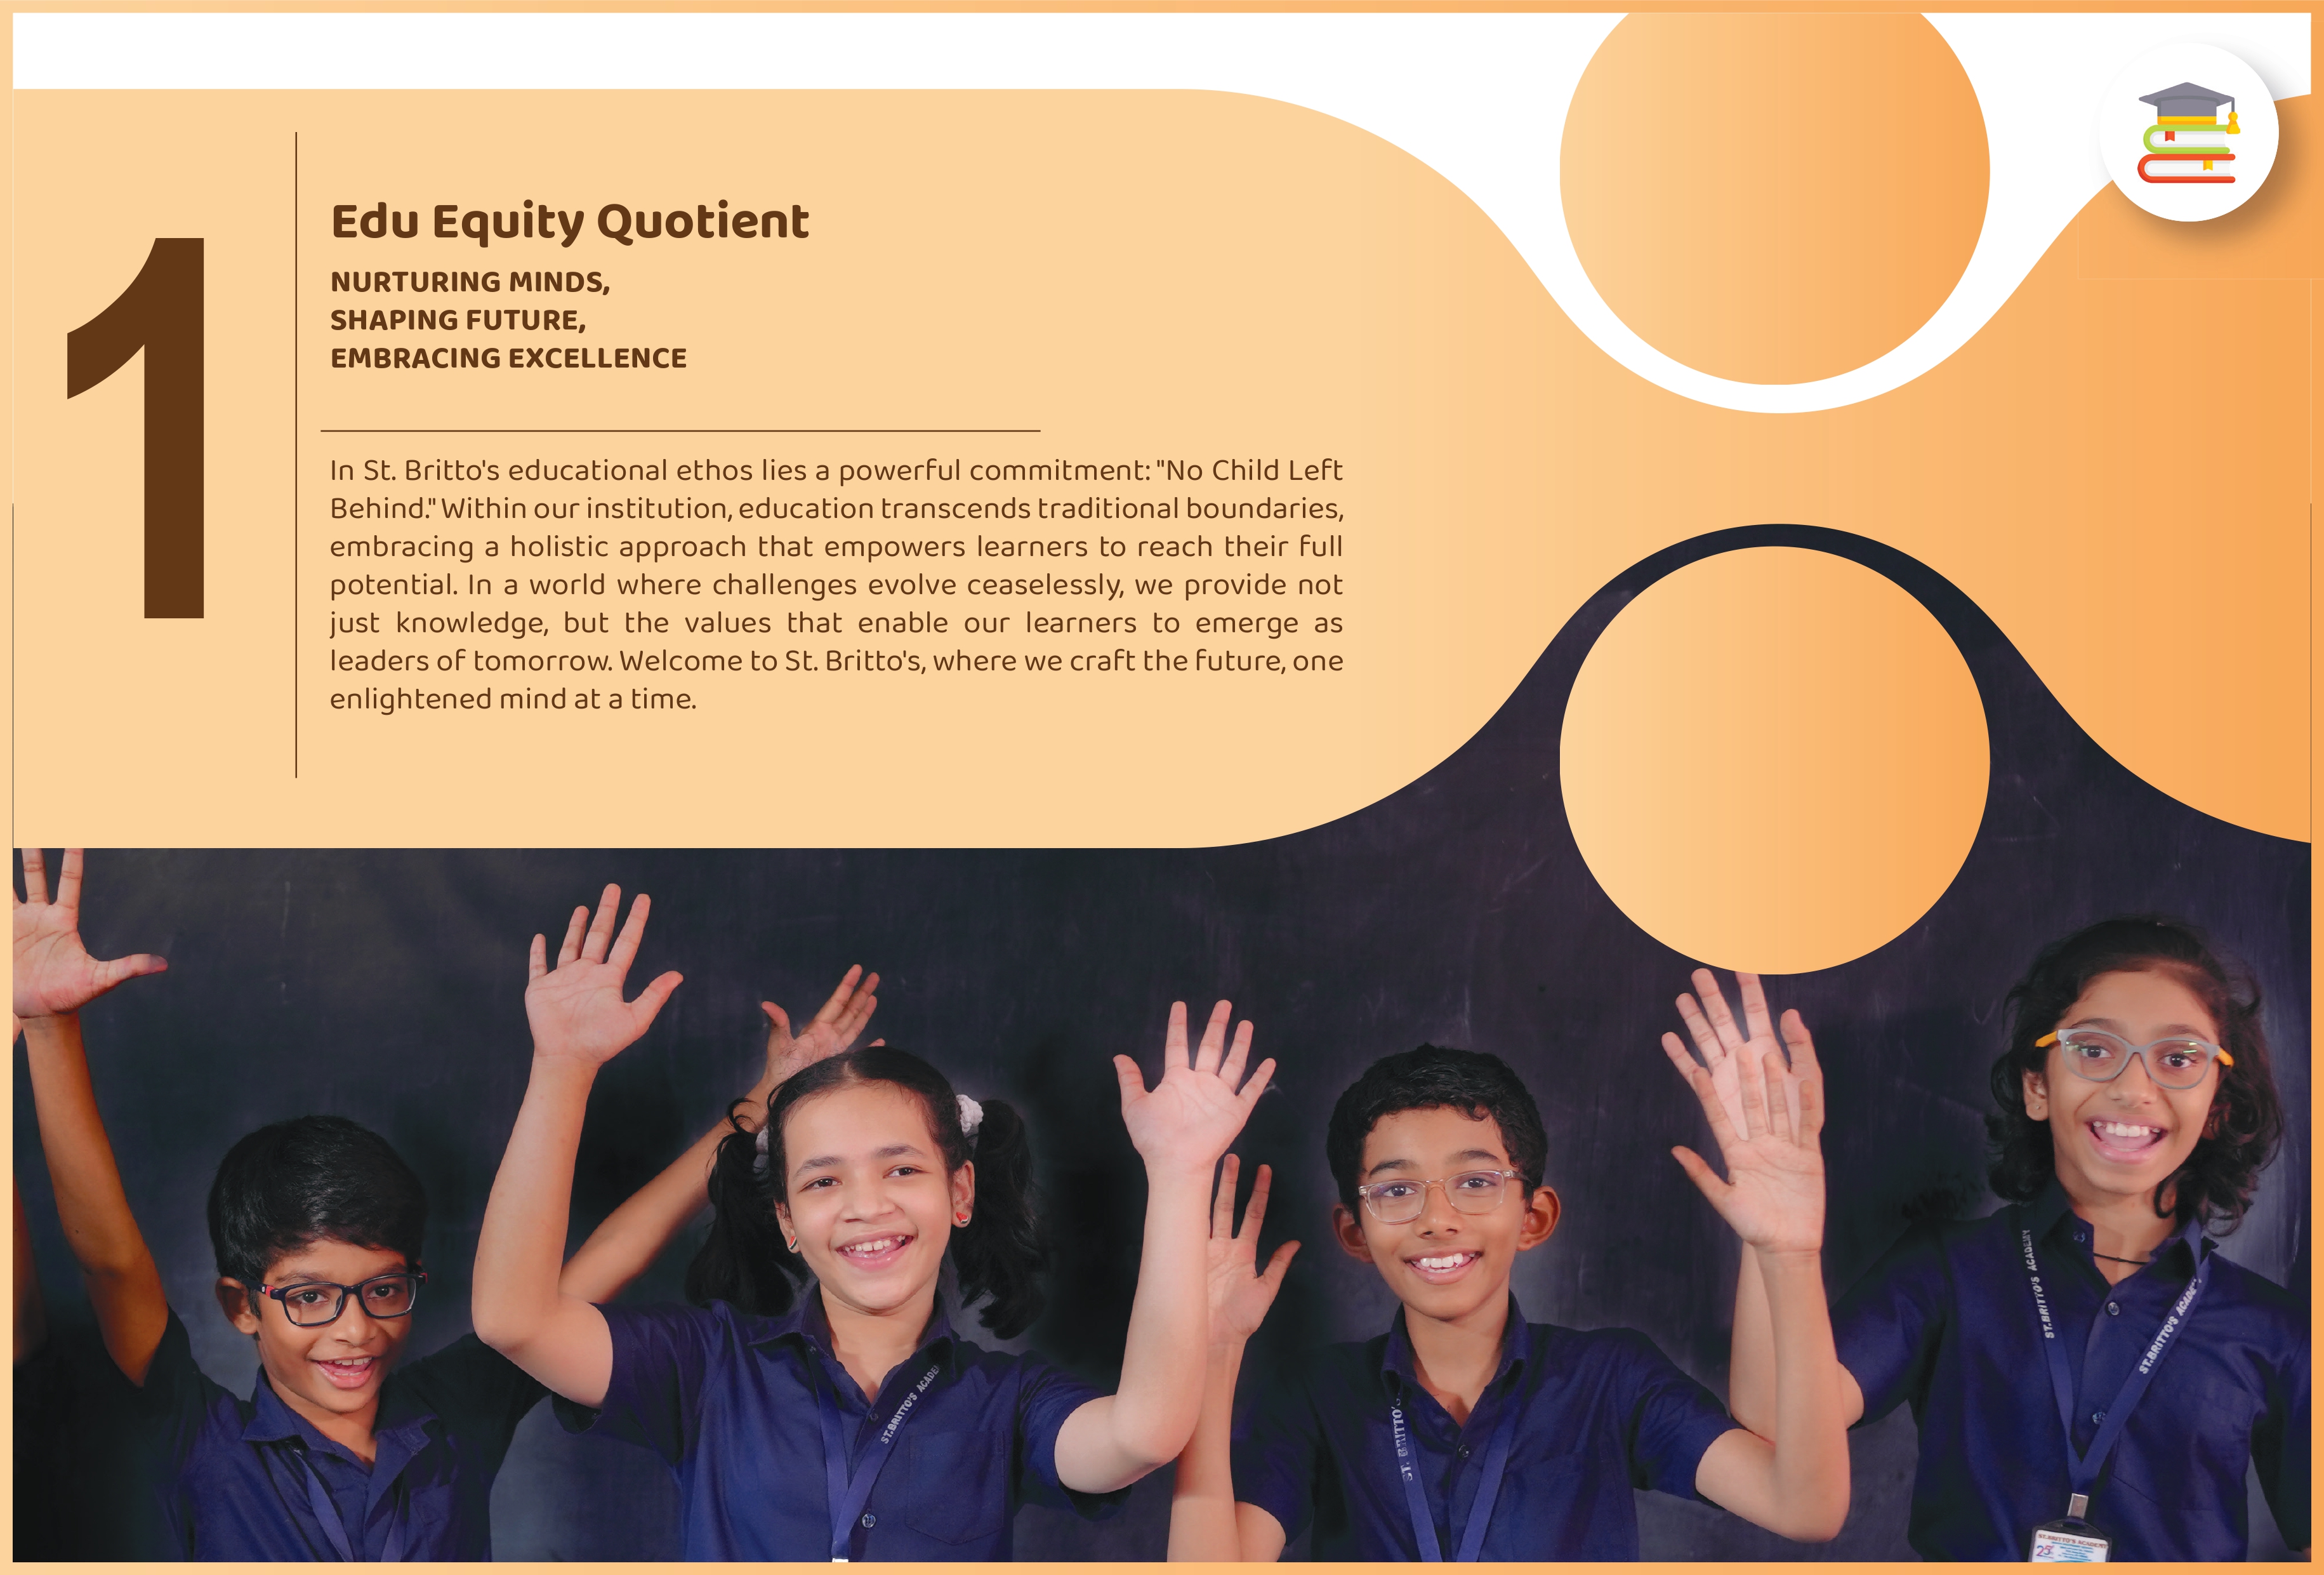 1
Edu Equity Quotient
NURTURING MINDS,
SHAPING FUTURE,
EMBRACING EXCELLENCE
In St. Britto's educational ethos lies a powerful commitment: "No Child Left
Behind." Within our institution, education transcends traditional boundaries,
embracing a holistic approach that empowers learners to reach their full
potential. In a world where challenges evolve ceaselessly, we provide not
just knowledge, but the values that enable our learners to emerge as
leaders of tomorrow. Welcome to St. Britto's, where we craft the future, one
enlightened mind at a time.
ST.BRITTO'S ACADEMY
ST.BRITTO'S ACADEMY
ST.BRITTO'S
ST. BRITTO'S
ST.BRITTO'S ACADEMY
25